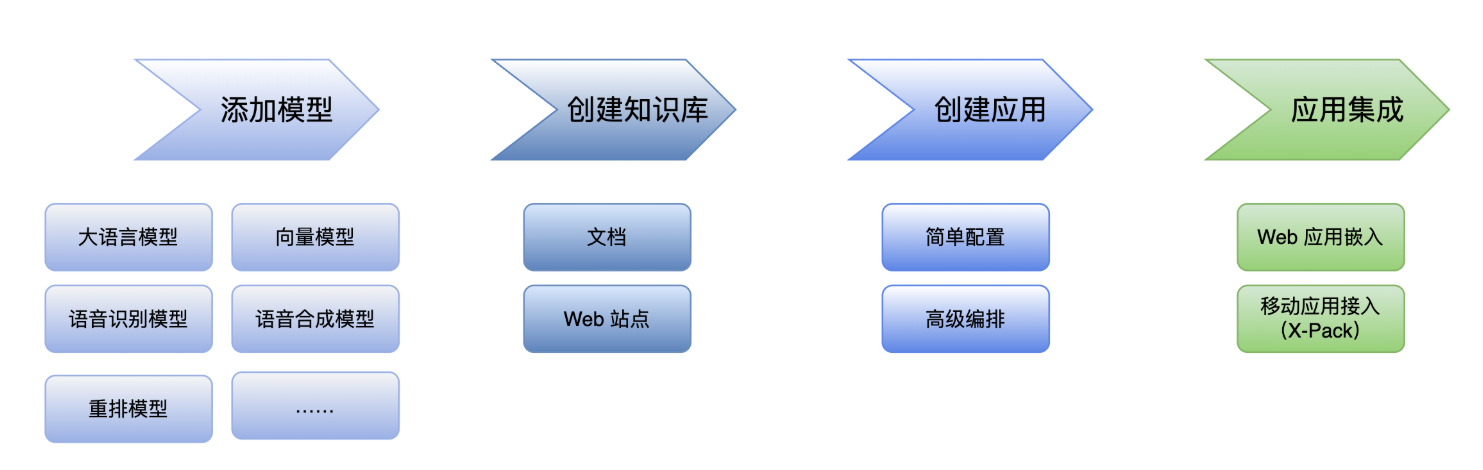 添加模型
创建知识库
创建应用
应用集成
大语言模型
向量模型
文档
简单配置
Web 应用嵌入
语音识别模型
语音合成模型
Web 站点
高级编排
移动应用接入
（X-Pack）
重排模型
......